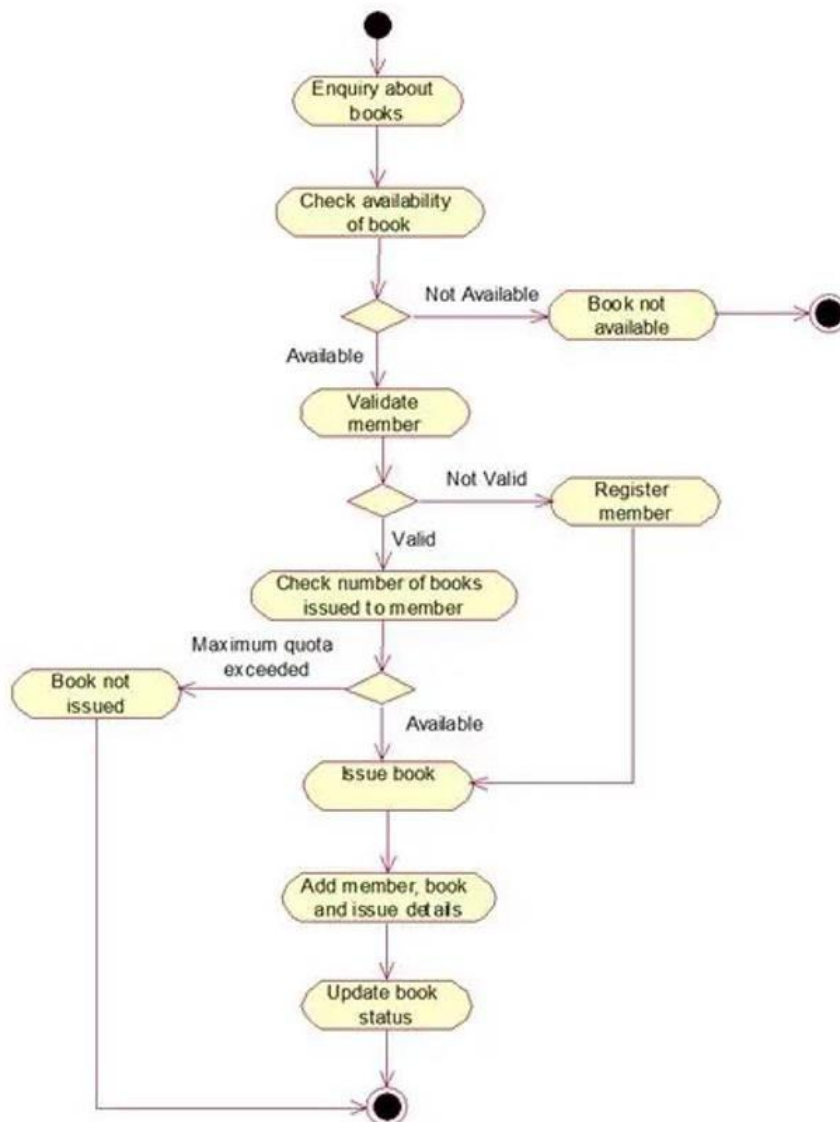 Enquiry about
books
Check availability
of book
Not Available
Book not
available
Available
Validate
member
Not Valid
Register
member
Valid
Check number of books
issued to member
Maximum quota
exceeded
Book not
issued
Available
Issue book
Add member, book
and issue details
Update book
status